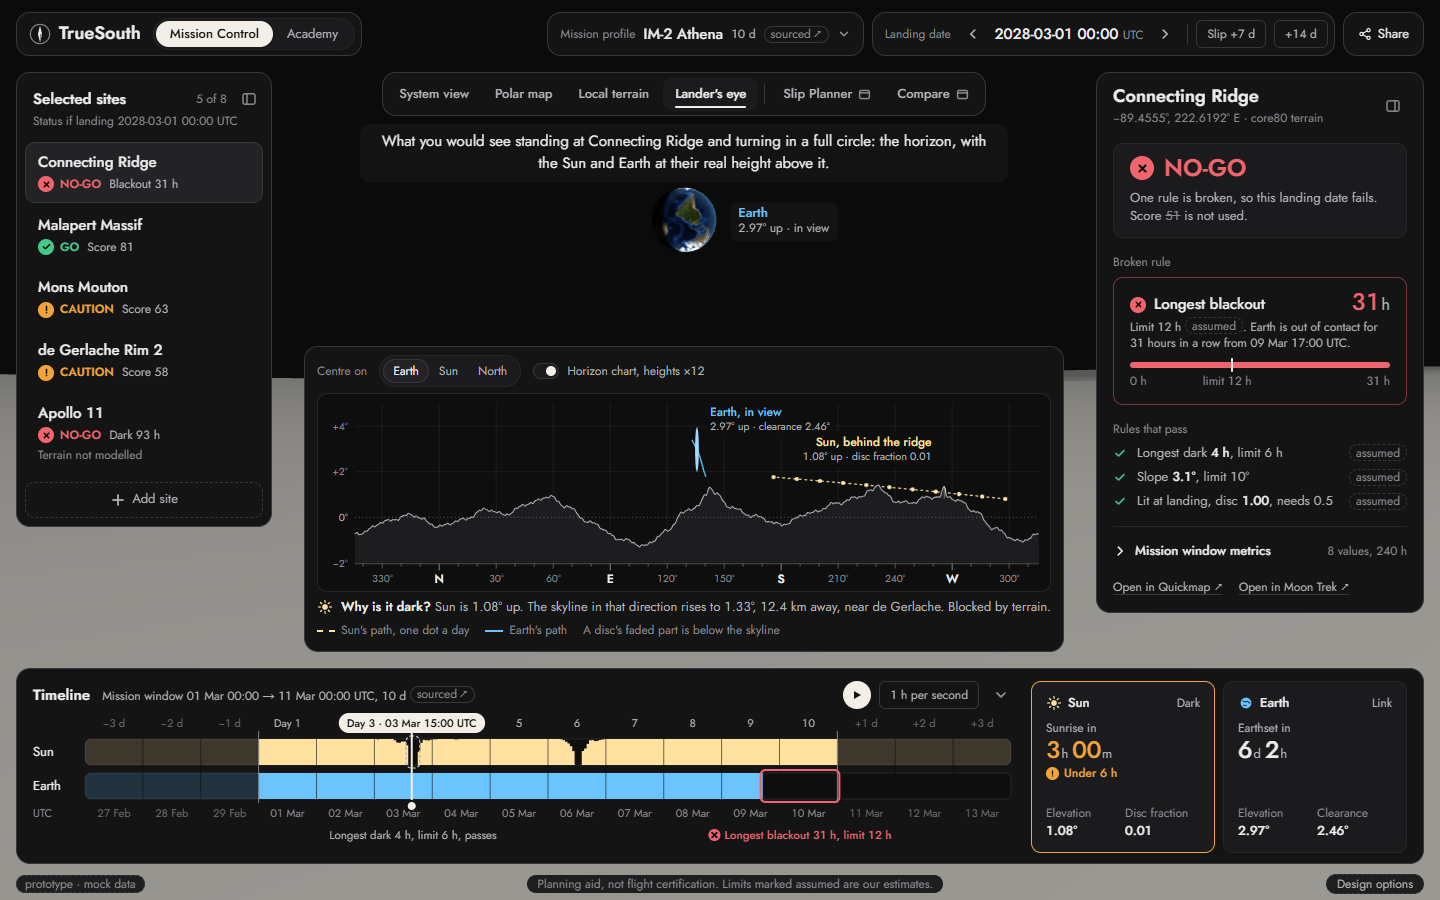 TrueSouth
Mission Control
Academy
Mission profile IM-2 Athena 10 d sourced ↗
Landing date 2028-03-01 00:00 UTC
Slip +7 d
+14 d
Share
Selected sites 5 of 8
Status if landing 2028-03-01 00:00 UTC
Connecting Ridge
NO-GO Blackout 31 h
Malapert Massif
GO Score 81
Mons Mouton
CAUTION Score 63
de Gerlache Rim 2
CAUTION Score 58
Apollo 11
NO-GO Dark 93 h
Terrain not modelled
+ Add site
System view
Polar map
Local terrain
Lander's eye
Slip Planner
Compare
What you would see standing at Connecting Ridge and turning in a full circle: the horizon, with
the Sun and Earth at their real height above it.
Earth
2.97° up · in view
Centre on Earth Sun North Horizon chart, heights ×12
Earth, in view
2.97° up · clearance 2.46°
Sun, behind the ridge
1.08° up · disc fraction 0.01
+4°
+2°
0°
−2°
330° N 30° 60° E 120° 150° S 210° 240° W 300°
Why is it dark? Sun is 1.08° up. The skyline in that direction rises to 1.33°, 12.4 km away, near de Gerlache. Blocked by terrain.
Sun's path, one dot a day Earth's path A disc's faded part is below the skyline
Connecting Ridge
−89.4555°, 222.6192° E · core80 terrain
NO-GO
One rule is broken, so this landing date fails.
Score 51 is not used.
Broken rule
Longest blackout 31 h
Limit 12 h assumed. Earth is out of contact for
31 hours in a row from 09 Mar 17:00 UTC.
0 h limit 12 h 31 h
Rules that pass
Longest dark 4 h, limit 6 h assumed
Slope 3.1°, limit 10° assumed
Lit at landing, disc 1.00, needs 0.5 assumed
Mission window metrics 8 values, 240 h
Open in Quickmap ↗ Open in Moon Trek ↗
Timeline Mission window 01 Mar 00:00 → 11 Mar 00:00 UTC, 10 d sourced ↗
1 h per second
−3 d −2 d −1 d Day 1 Day 3 · 03 Mar 15:00 UTC 5 6 7 8 9 10 +1 d +2 d +3 d
Sun
Earth
UTC 27 Feb 28 Feb 29 Feb 01 Mar 02 Mar 03 Mar 04 Mar 05 Mar 06 Mar 07 Mar 08 Mar 09 Mar 10 Mar 11 Mar 12 Mar 13 Mar
Longest dark 4 h, limit 6 h, passes
Longest blackout 31 h, limit 12 h
Sun Dark
Sunrise in
3h 00m
Under 6 h
Elevation Disc fraction
1.08° 0.01
Earth Link
Earthset in
6d 2h
Elevation Clearance
2.97° 2.46°
prototype · mock data
Planning aid, not flight certification. Limits marked assumed are our estimates.
Design options